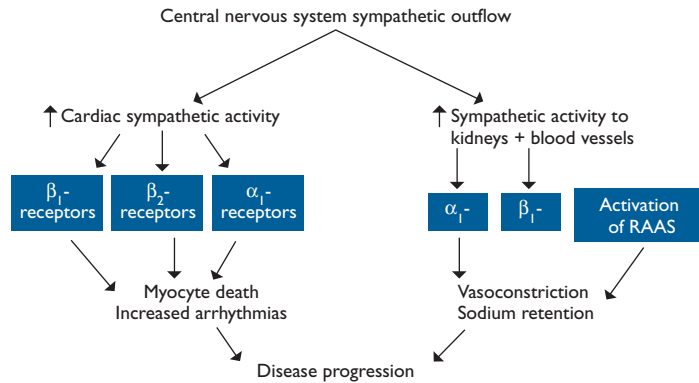 Central nervous system sympathetic outflow
↑ Cardiac sympathetic activity
↑ Sympathetic activity to
kidneys + blood vessels
β₁-
receptors
β₂-
receptors
α₁-
receptors
α₁-
β₁-
Activation
of RAAS
Myocyte death
Increased arrhythmias
Vasoconstriction
Sodium retention
Disease progression